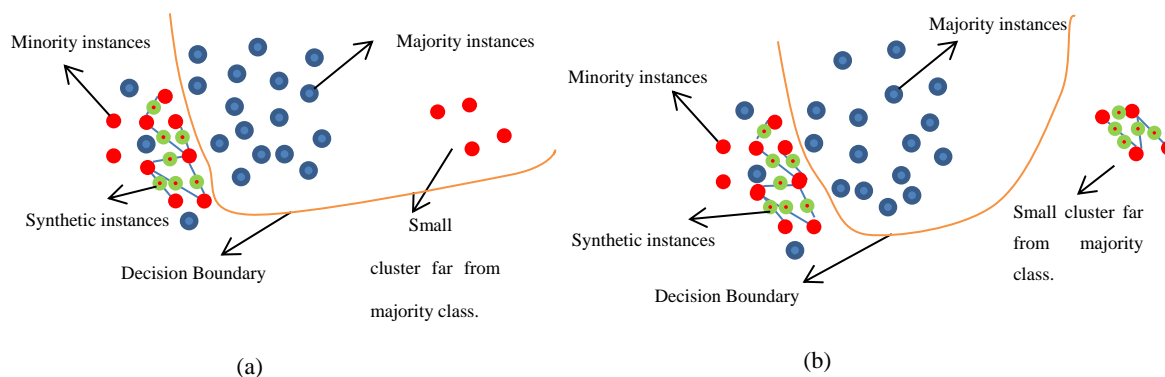 Minority instances
Majority instances
Synthetic instances
Decision Boundary
Small
cluster far from
majority class.
(a)
Majority instances
Minority instances
Synthetic instances
Decision Boundary
Small cluster far
from majority
class.
(b)